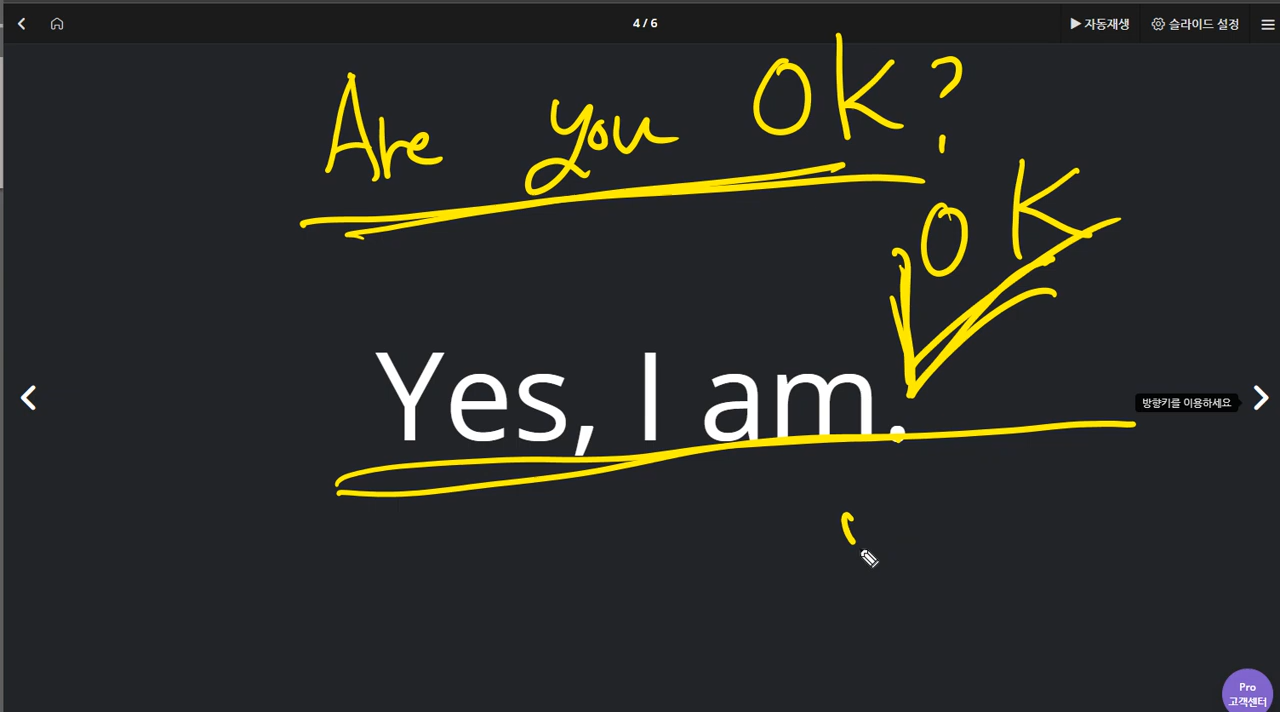 4 / 6
▶ 자동재생
슬라이드 설정
Are you OK?
OK
Yes, I am.
방향키를 이용하세요
Pro
고객센터